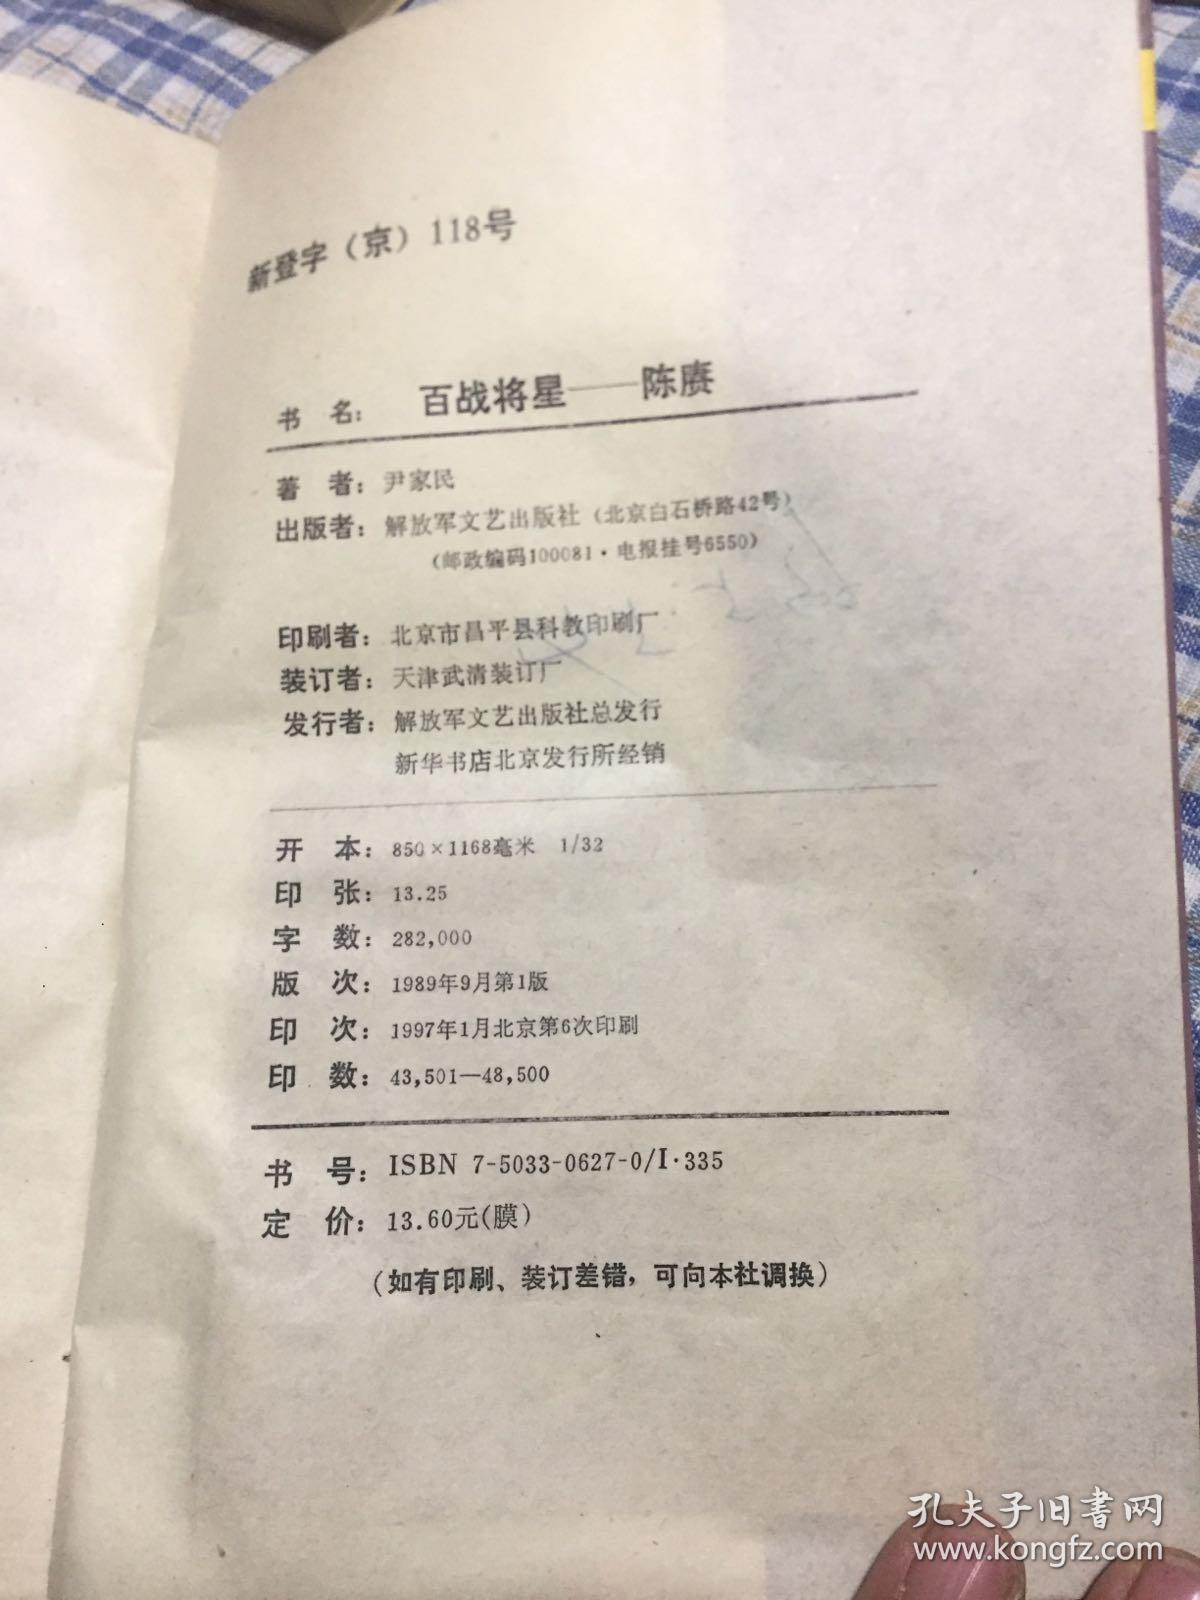 新登字（京）118号
书 名： 百战将星——陈赓
著 者：尹家民
出版者：解放军文艺出版社（北京白石桥路42号）
（邮政编码100081·电报挂号6550）
印刷者：北京市昌平县科教印刷厂
装订者：天津武清装订厂
发行者：解放军文艺出版社总发行
新华书店北京发行所经销
开 本：850×1168毫米 1/32
印 张：13.25
字 数：282,000
版 次：1989年9月第1版
印 次：1997年1月北京第6次印刷
印 数：43,501—48,500
书 号：ISBN 7-5033-0627-0/I·335
定 价：13.60元(膜)
（如有印刷、装订差错，可向本社调换）
孔夫子旧书网
www.kongfz.com